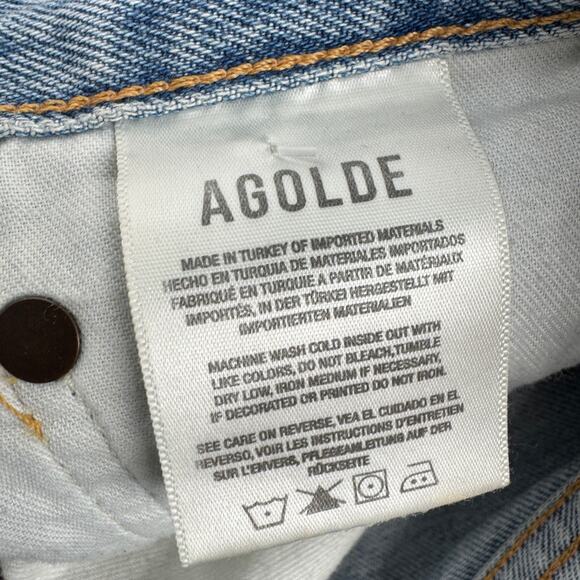 AGOLDE
MADE IN TURKEY OF IMPORTED MATERIALS
HECHO EN TURQUIA DE MATERIALES IMPORTADOS
FABRIQUÉ EN TURQUIE A PARTIR DE MATÉRIAUX
IMPORTÉS, IN DER TÜRKEI HERGESTELLT MIT
IMPORTIERTEN MATERIALIEN
MACHINE WASH COLD INSIDE OUT WITH
LIKE COLORS, DO NOT BLEACH,TUMBLE
DRY LOW, IRON MEDIUM IF NECESSARY,
IF DECORATED OR PRINTED DO NOT IRON.
SEE CARE ON REVERSE, VEA EL CUIDADO EN EL
REVERSO, VOIR LES INSTRUCTIONS D'ENTRETIEN
SUR L'ENVERS, PFLEGEANLEITUNG AUF DER
RÜCKSEITE